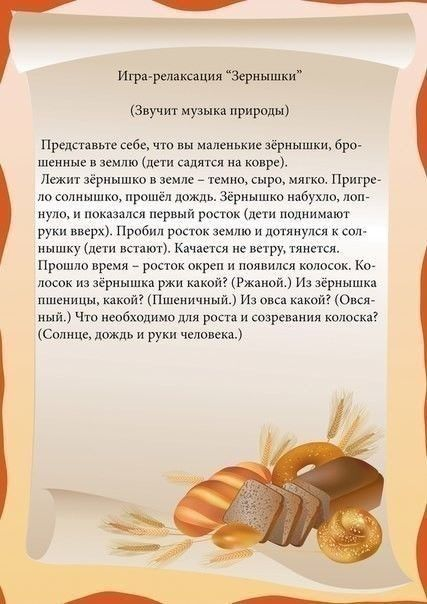 Игра-релаксация “Зернышки”
(Звучит музыка природы)
Представьте себе, что вы маленькие зёрнышки, бро-
шенные в землю (дети садятся на ковре).
Лежит зёрнышко в земле – темно, сыро, мягко. Пригре-
ло солнышко, прошёл дождь. Зёрнышко набухло, лоп-
нуло, и показался первый росток (дети поднимают
руки вверх). Пробил росток землю и дотянулся к сол-
нышку (дети встают). Качается не ветру, тянется.
Прошло время – росток окреп и появился колосок. Ко-
лосок из зёрнышка ржи какой? (Ржаной.) Из зёрнышка
пшеницы, какой? (Пшеничный.) Из овса какой? (Овся-
ный.) Что необходимо для роста и созревания колоска?
(Солнце, дождь и руки человека.)